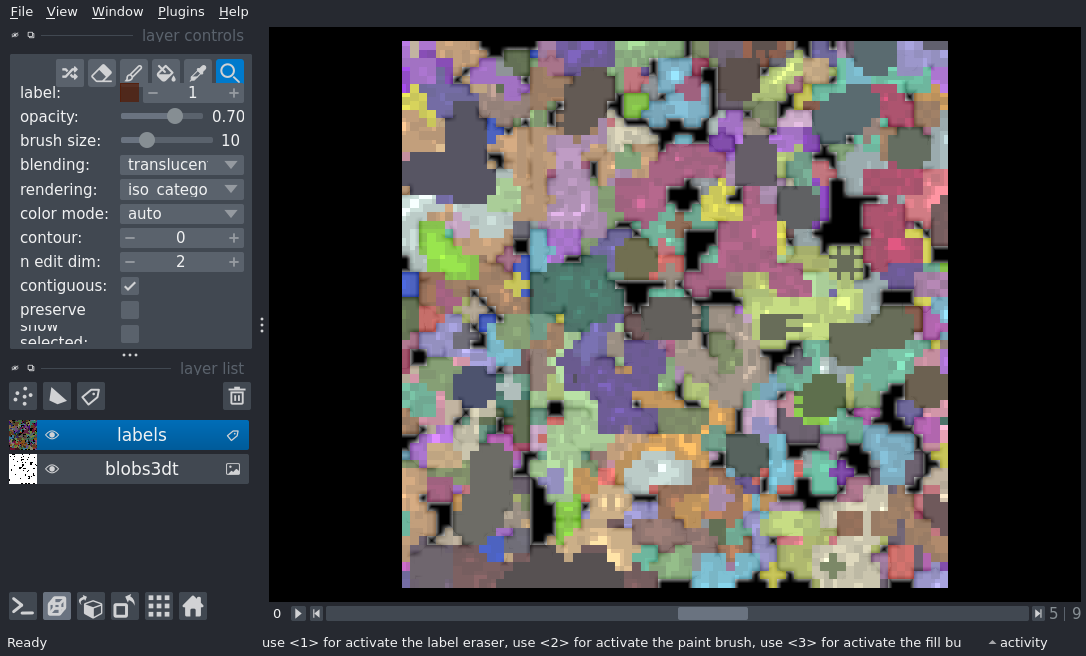 File View Window Plugins Help
layer controls
label: 1
opacity: 0.70
brush size: 10
blending: translucen
rendering: iso catego
color mode: auto
contour: 0
n edit dim: 2
contiguous:
preserve
show
selected:
layer list
labels
blobs3dt
0 5 9
Ready use <1> for activate the label eraser, use <2> for activate the paint brush, use <3> for activate the fill bu activity